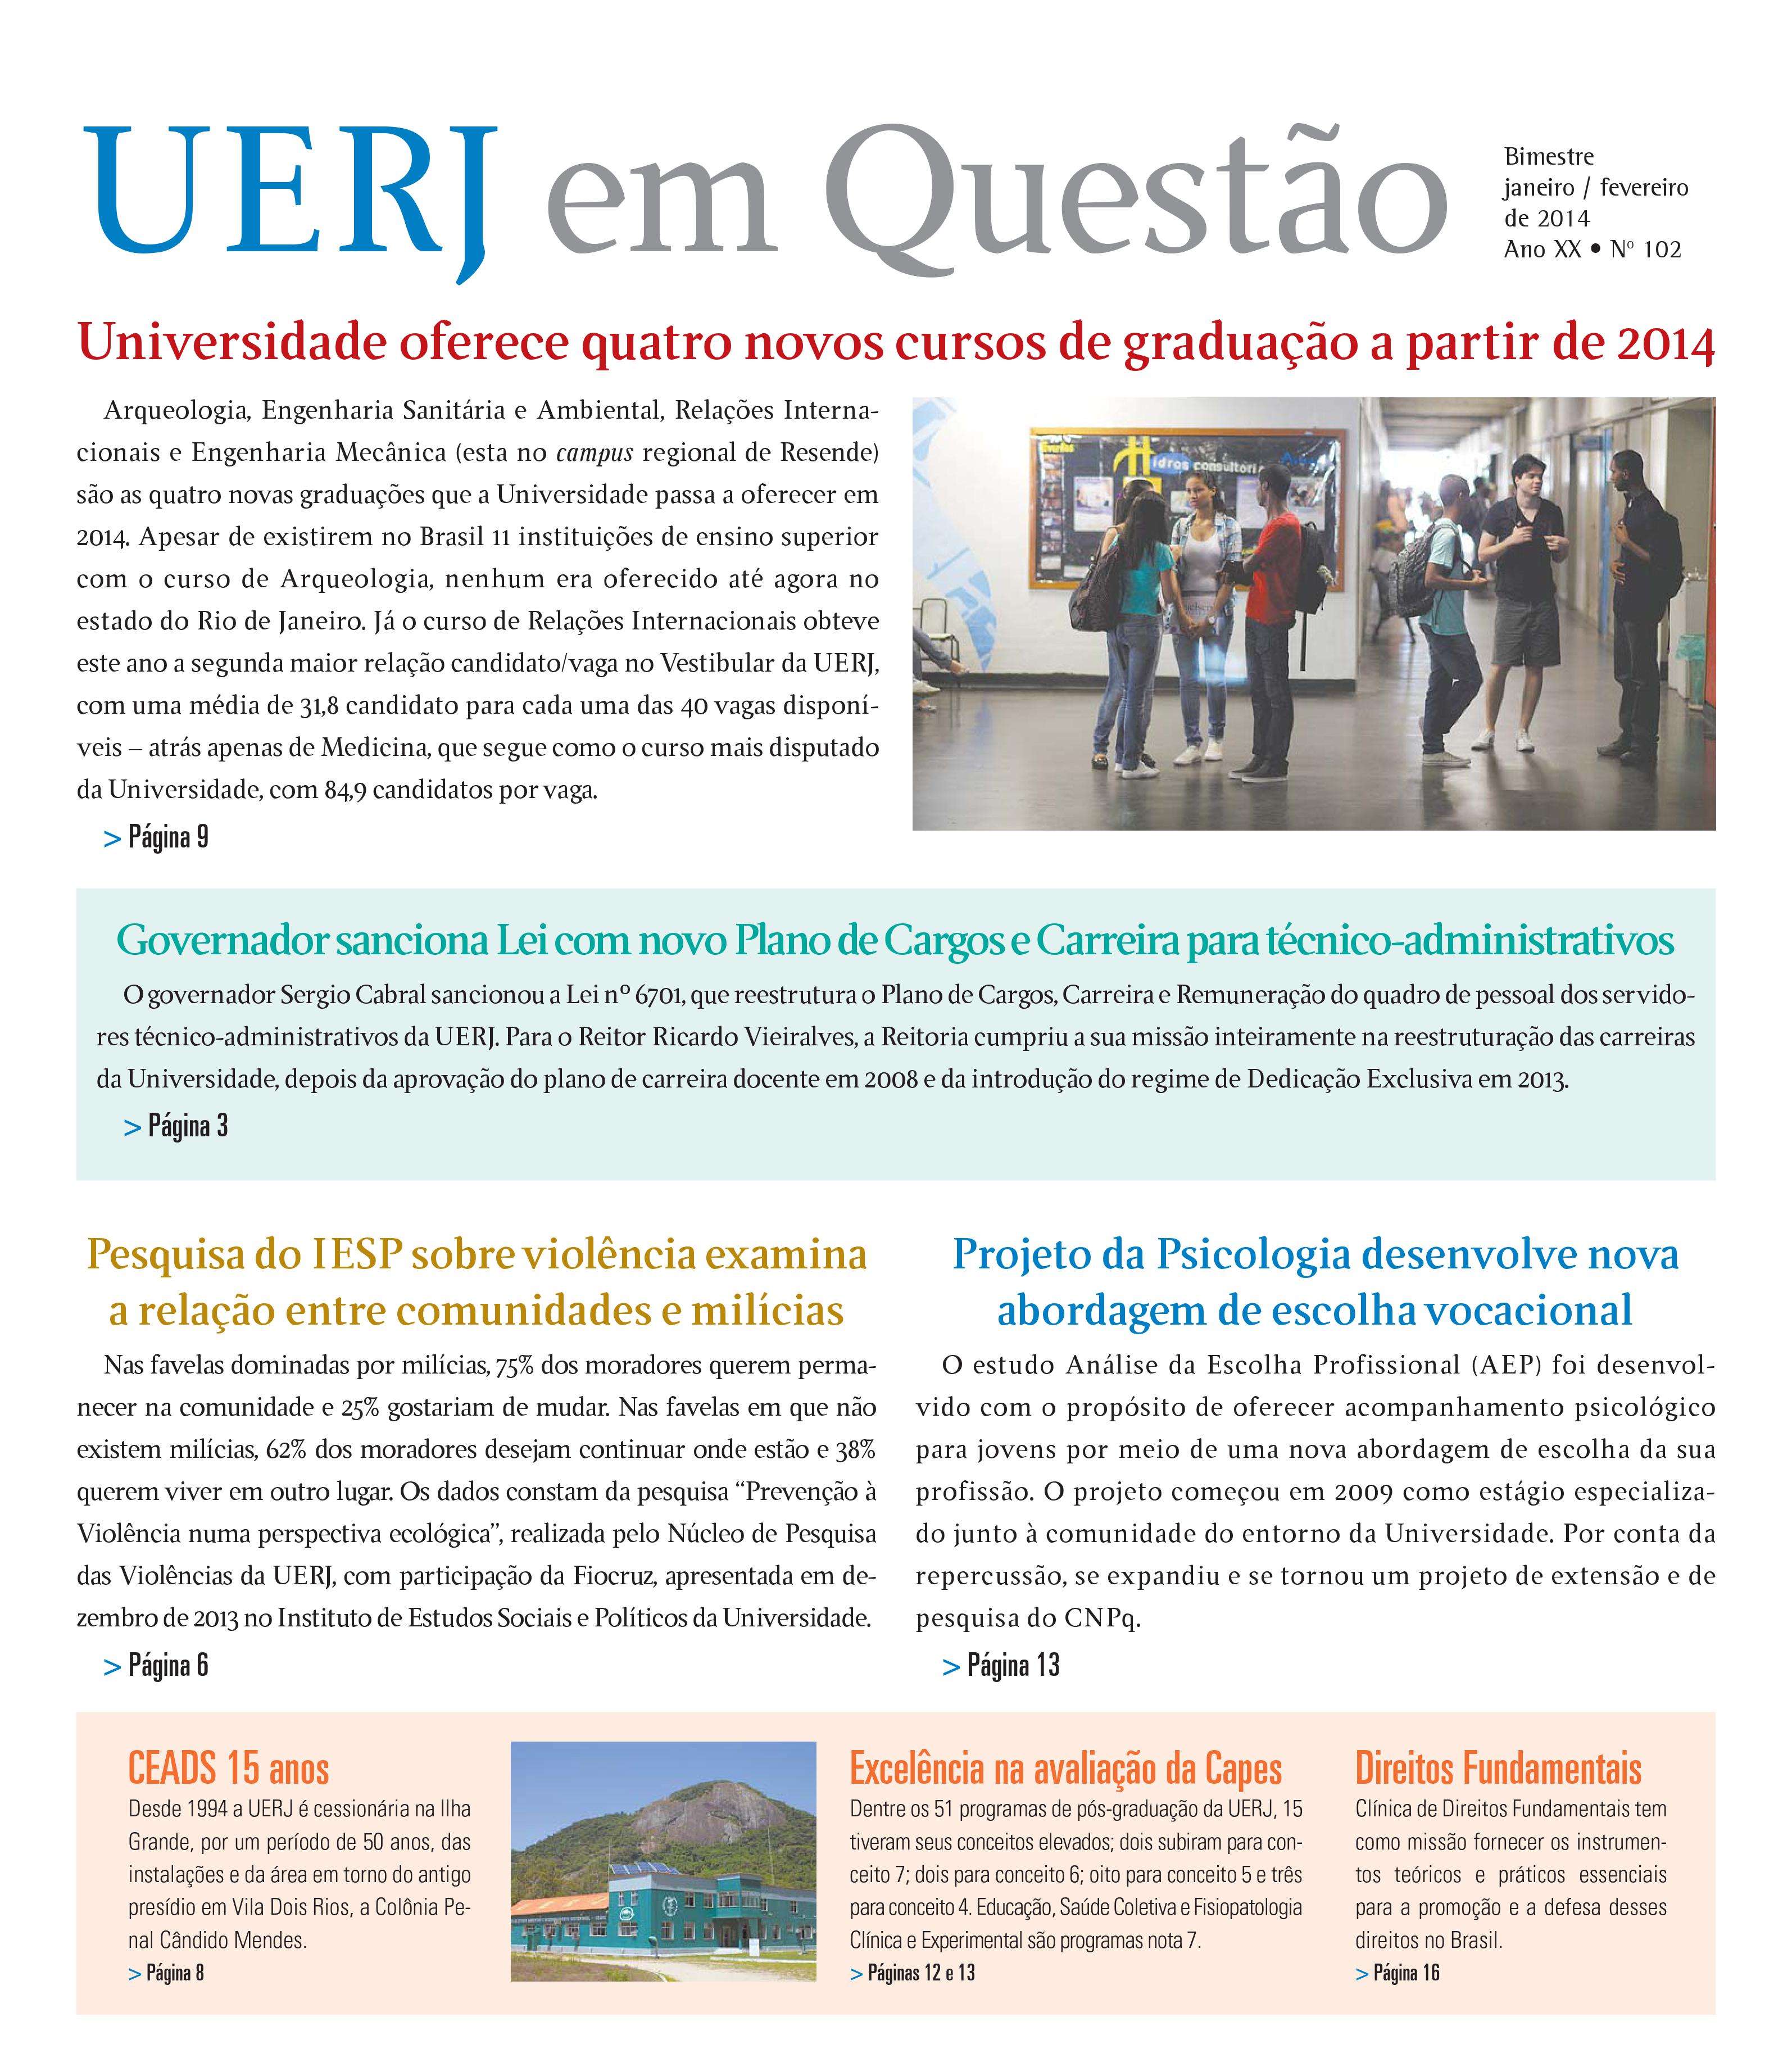 UERJ em Questão
Bimestre
janeiro / fevereiro
de 2014
Ano XX • Nº 102
Universidade oferece quatro novos cursos de graduação a partir de 2014
Arqueologia, Engenharia Sanitária e Ambiental, Relações Interna-
cionais e Engenharia Mecânica (esta no campus regional de Resende)
são as quatro novas graduações que a Universidade passa a oferecer em
2014. Apesar de existirem no Brasil 11 instituições de ensino superior
com o curso de Arqueologia, nenhum era oferecido até agora no
estado do Rio de Janeiro. Já o curso de Relações Internacionais obteve
este ano a segunda maior relação candidato/vaga no Vestibular da UERJ,
com uma média de 31,8 candidato para cada uma das 40 vagas disponí-
veis – atrás apenas de Medicina, que segue como o curso mais disputado
da Universidade, com 84,9 candidatos por vaga.
> Página 9
Hidros consultoria
Governador sanciona Lei com novo Plano de Cargos e Carreira para técnico-administrativos
O governador Sergio Cabral sancionou a Lei nº 6701, que reestrutura o Plano de Cargos, Carreira e Remuneração do quadro de pessoal dos servido-
res técnico-administrativos da UERJ. Para o Reitor Ricardo Vieiralves, a Reitoria cumpriu a sua missão inteiramente na reestruturação das carreiras
da Universidade, depois da aprovação do plano de carreira docente em 2008 e da introdução do regime de Dedicação Exclusiva em 2013.
> Página 3
Pesquisa do IESP sobre violência examina
a relação entre comunidades e milícias
Nas favelas dominadas por milícias, 75% dos moradores querem perma-
necer na comunidade e 25% gostariam de mudar. Nas favelas em que não
existem milícias, 62% dos moradores desejam continuar onde estão e 38%
querem viver em outro lugar. Os dados constam da pesquisa “Prevenção à
Violência numa perspectiva ecológica”, realizada pelo Núcleo de Pesquisa
das Violências da UERJ, com participação da Fiocruz, apresentada em de-
zembro de 2013 no Instituto de Estudos Sociais e Políticos da Universidade.
> Página 6
Projeto da Psicologia desenvolve nova
abordagem de escolha vocacional
O estudo Análise da Escolha Profissional (AEP) foi desenvol-
vido com o propósito de oferecer acompanhamento psicológico
para jovens por meio de uma nova abordagem de escolha da sua
profissão. O projeto começou em 2009 como estágio especializa-
do junto à comunidade do entorno da Universidade. Por conta da
repercussão, se expandiu e se tornou um projeto de extensão e de
pesquisa do CNPq.
> Página 13
CEADS 15 anos
Desde 1994 a UERJ é cessionária na Ilha
Grande, por um período de 50 anos, das
instalações e da área em torno do antigo
presídio em Vila Dois Rios, a Colônia Pe-
nal Cândido Mendes.
> Página 8
Excelência na avaliação da Capes
Dentre os 51 programas de pós-graduação da UERJ, 15
tiveram seus conceitos elevados; dois subiram para con-
ceito 7; dois para conceito 6; oito para conceito 5 e três
para conceito 4. Educação, Saúde Coletiva e Fisiopatologia
Clínica e Experimental são programas nota 7.
> Páginas 12 e 13
Direitos Fundamentais
Clínica de Direitos Fundamentais tem
como missão fornecer os instrumen-
tos teóricos e práticos essenciais
para a promoção e a defesa desses
direitos no Brasil.
> Página 16